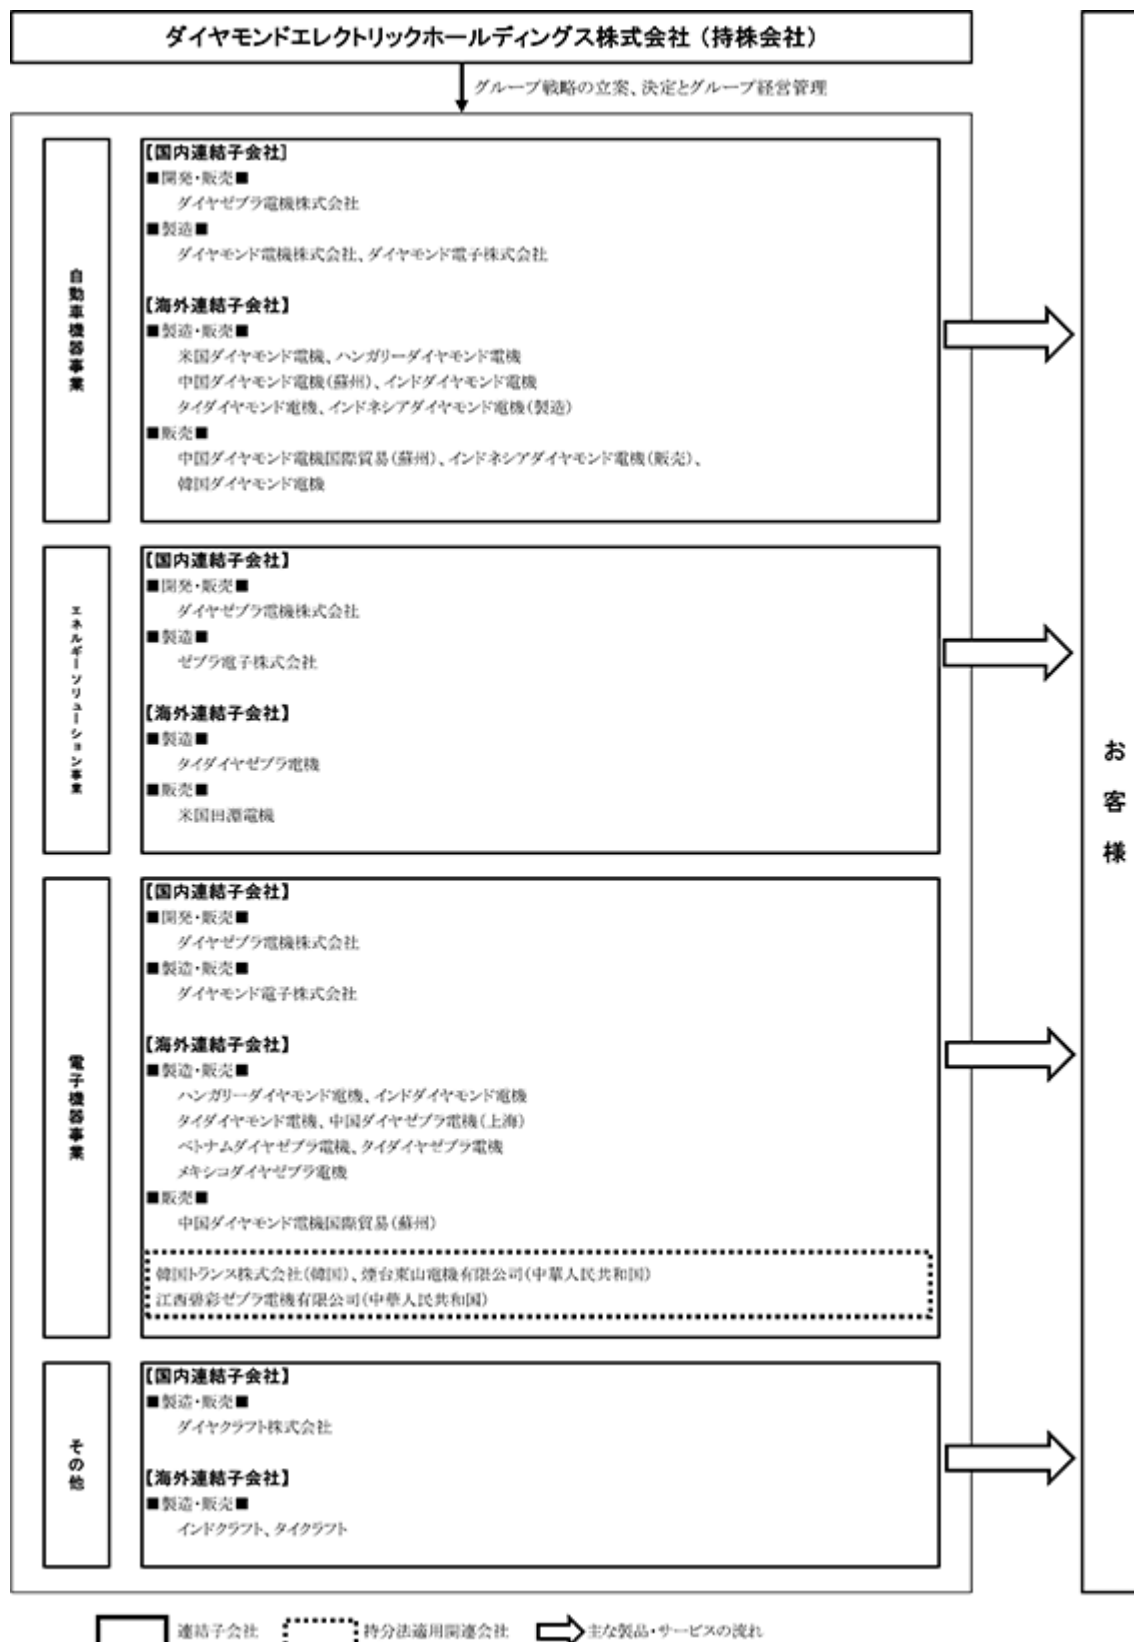 ダイヤモンドエレクトリックホールディングス株式会社（持株会社）
グループ戦略の立案、決定とグループ経営管理
自動車機器事業
【国内連結子会社】
■開発・販売■
ダイヤゼブラ電機株式会社
■製造■
ダイヤモンド電機株式会社、ダイヤモンド電子株式会社
【海外連結子会社】
■製造・販売■
米国ダイヤモンド電機、ハンガリーダイヤモンド電機
中国ダイヤモンド電機(蘇州)、インドダイヤモンド電機
タイダイヤモンド電機、インドネシアダイヤモンド電機(製造)
■販売■
中国ダイヤモンド電機国際貿易(蘇州)、インドネシアダイヤモンド電機(販売)、
韓国ダイヤモンド電機
エネルギーソリューション事業
【国内連結子会社】
■開発・販売■
ダイヤゼブラ電機株式会社
■製造■
ゼブラ電子株式会社
【海外連結子会社】
■製造■
タイダイヤゼブラ電機
■販売■
米国田淵電機
電子機器事業
【国内連結子会社】
■開発・販売■
ダイヤゼブラ電機株式会社
■製造・販売■
ダイヤモンド電子株式会社
【海外連結子会社】
■製造・販売■
ハンガリーダイヤモンド電機、インドダイヤモンド電機
タイダイヤモンド電機、中国ダイヤゼブラ電機(上海)
ベトナムダイヤゼブラ電機、タイダイヤゼブラ電機
メキシコダイヤゼブラ電機
■販売■
中国ダイヤモンド電機国際貿易(蘇州)
韓国トランス株式会社(韓国)、煙台東山電機有限公司(中華人民共和国)
江西碧彩ゼブラ電機有限公司(中華人民共和国)
その他
【国内連結子会社】
■製造・販売■
ダイヤクラフト株式会社
【海外連結子会社】
■製造・販売■
インドクラフト、タイクラフト
お客様
連結子会社
持分法適用関連会社
主な製品・サービスの流れ